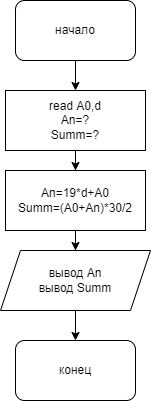 начало
read A0,d
An=?
Summ=?
An=19*d+A0
Summ=(A0+An)*30/2
вывод An
вывод Summ
конец